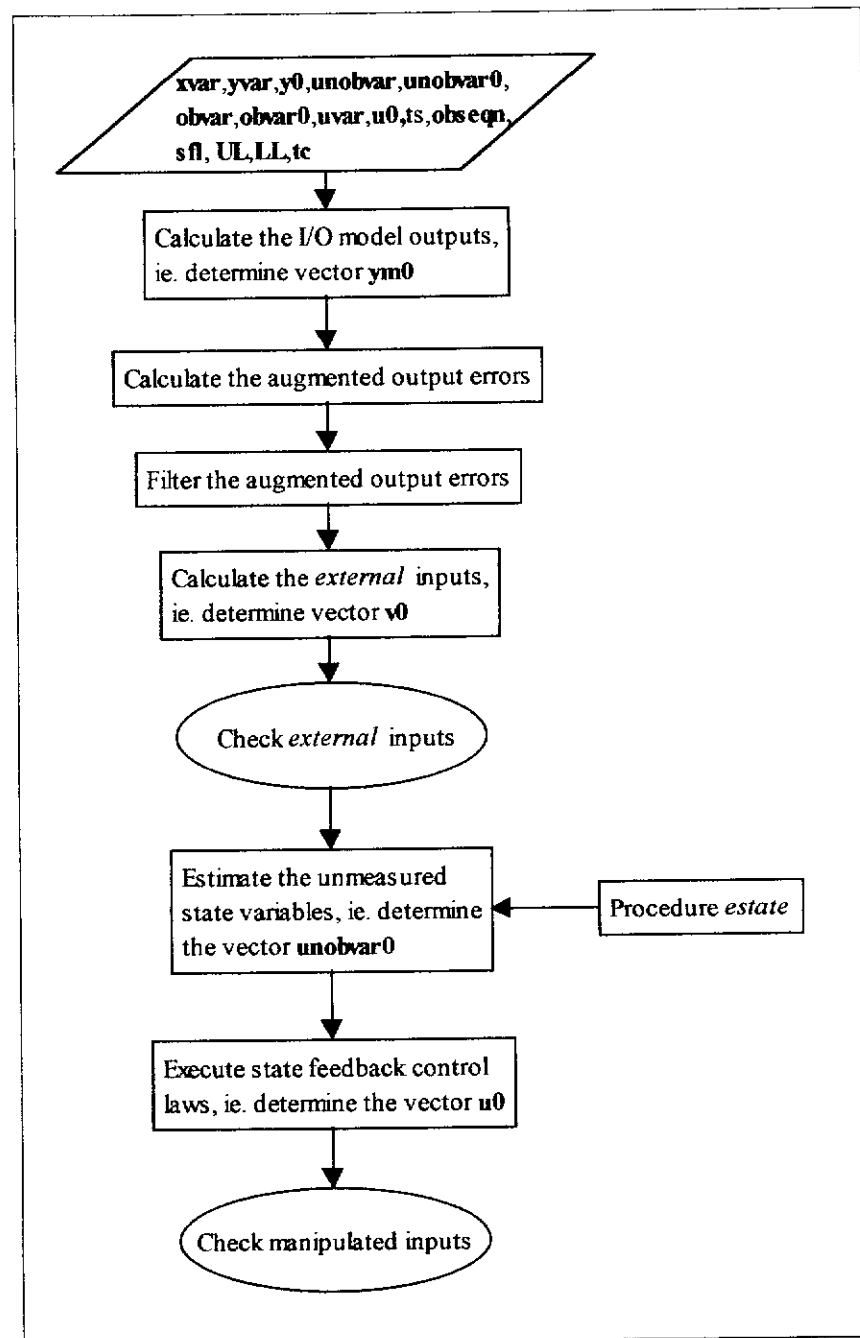 xvar,yvar,y0,unobvar,unobvar0,
obvar,obvar0,uvar,u0,ts,obseqn,
sfl, UL,LL,tc
Calculate the I/O model outputs,
ie. determine vector ym0
Calculate the augmented output errors
Filter the augmented output errors
Calculate the external inputs,
ie. determine vector v0
Check external inputs
Estimate the unmeasured
state variables, ie. determine
the vector unobvar0
Procedure estate
Execute state feedback control
laws, ie. determine the vector u0
Check manipulated inputs